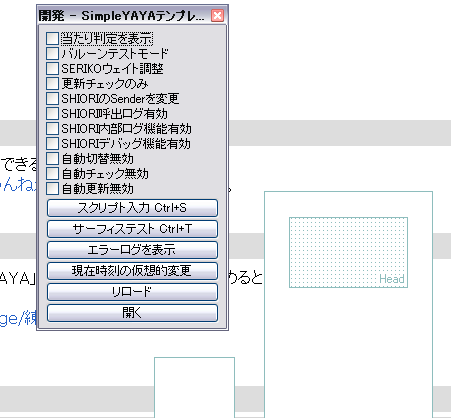 開発 - SimpleYAYAテンプレ...
当たり判定を表示
バルーンテストモード
SERIKOウェイト調整
更新チェックのみ
SHIORIのSenderを変更
SHIORI呼出ログ有効
SHIORI内部ログ機能有効
SHIORIデバッグ機能有効
自動切替無効
自動チェック無効
自動更新無効
スクリプト入力 Ctrl+S
サーフィステスト Ctrl+T
エラーログを表示
現在時刻の仮想的変更
リロード
開く
できる
んね
。
AYA」
めると
ge/練
Head